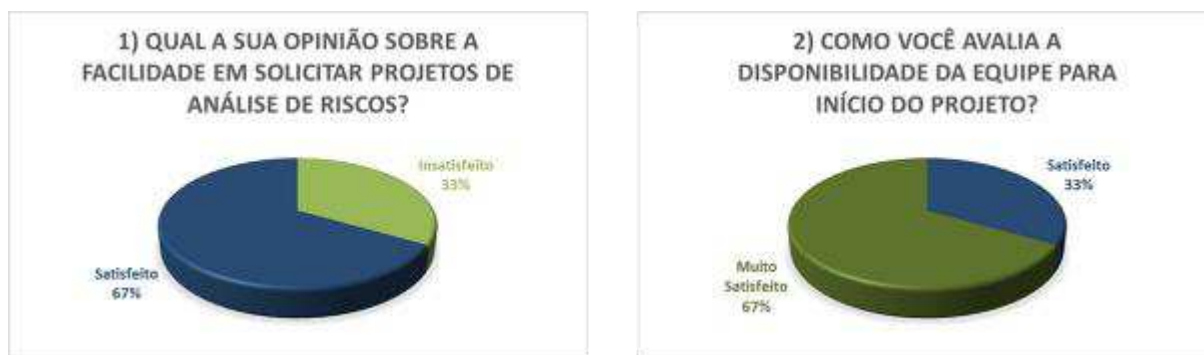 1) QUAL A SUA OPINIÃO SOBRE A
FACILIDADE EM SOLICITAR PROJETOS DE
ANÁLISE DE RISCOS?
Insatisfeito
33%
Satisfeito
67%
2) COMO VOCÊ AVALIA A
DISPONIBILIDADE DA EQUIPE PARA
INÍCIO DO PROJETO?
Satisfeito
33%
Muito
Satisfeito
67%